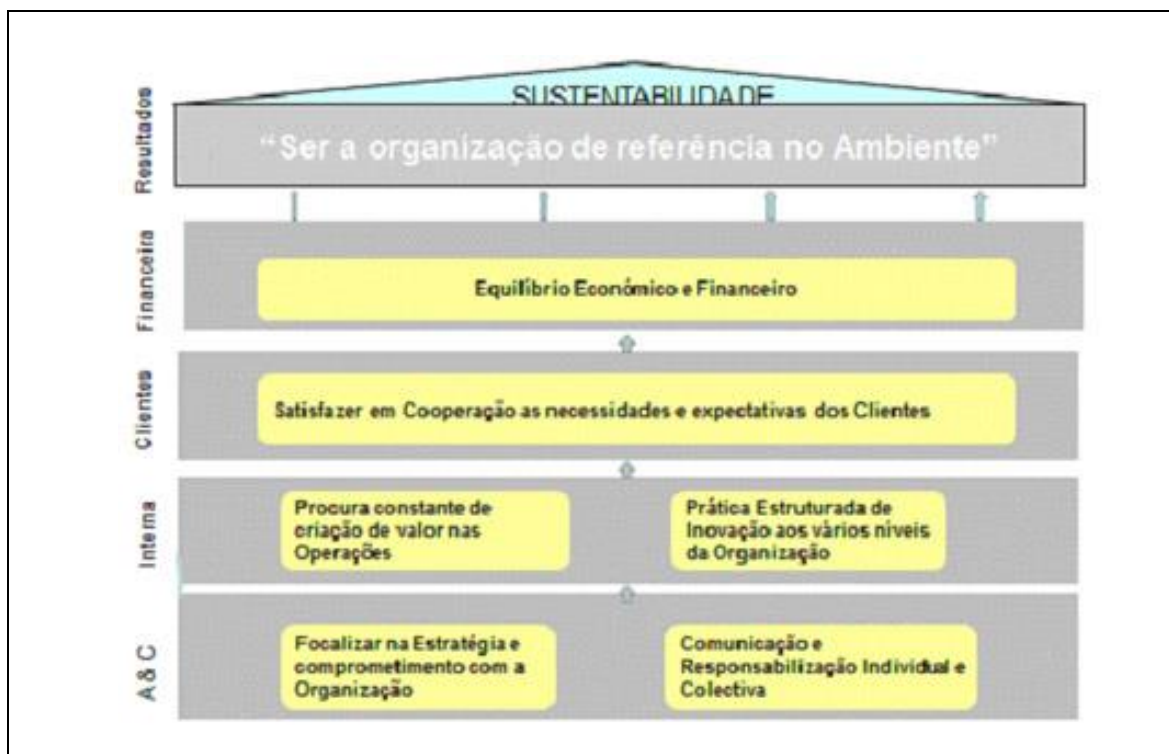 SUSTENTABILIDADE
Resultados
“Ser a organização de referência no Ambiente”
Financeira
Equilíbrio Económico e Financeiro
Clientes
Satisfazer em Cooperação as necessidades e expectativas dos Clientes
Interna
Procura constante de
criação de valor nas
Operações
Prática Estruturada de
Inovação aos vários níveis
da Organização
A & C
Focalizar na Estratégia e
comprometimento com a
Organização
Comunicação e
Responsabilização Individual e
Colectiva